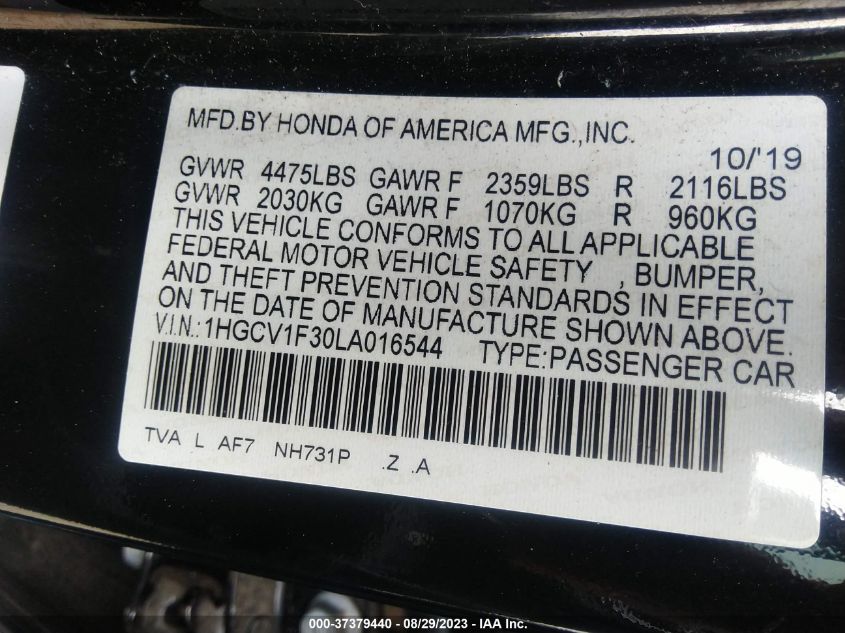 MFD.BY HONDA OF AMERICA MFG.,INC.
10/'19
GVWR 4475LBS GAWR F 2359LBS R 2116LBS
GVWR 2030KG GAWR F 1070KG R 960KG
THIS VEHICLE CONFORMS TO ALL APPLICABLE
FEDERAL MOTOR VEHICLE SAFETY , BUMPER,
AND THEFT PREVENTION STANDARDS IN EFFECT
ON THE DATE OF MANUFACTURE SHOWN ABOVE.
V.I.N.:1HGCV1F30LA016544 TYPE:PASSENGER CAR
TVA L AF7 NH731P .Z .A
000-37379440 - 08/29/2023 - IAA Inc.